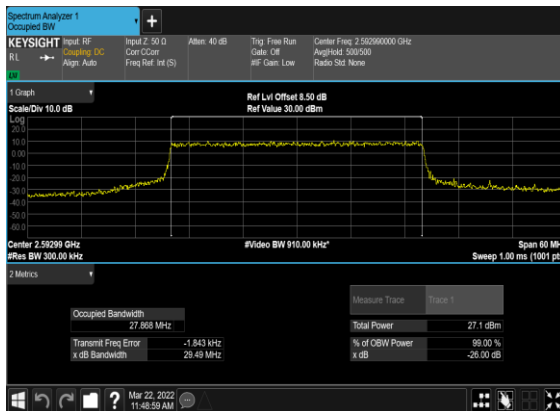 Spectrum Analyzer 1
Occupied BW
KEYSIGHT
RL
Input: RF
Coupling: DC
Align: Auto
Input Z: 50 Ω
Corr CCorr
Freq Ref: Int (S)
Atten: 40 dB
Trig: Free Run
Gate: Off
#IF Gain: Low
Center Freq: 2.592990000 GHz
Avg|Hold: 500/500
Radio Std: None
1 Graph
Scale/Div 10.0 dB
Ref Lvl Offset 8.50 dB
Ref Value 30.00 dBm
Log
20.0
10.0
0.00
-10.0
-20.0
-30.0
-40.0
-50.0
-60.0
Center 2.59299 GHz
#Res BW 300.00 kHz
#Video BW 910.00 kHz*
Span 60 MH
Sweep 1.00 ms (1001 pt
2 Metrics
Measure Trace Trace 1
Occupied Bandwidth
27.868 MHz
Transmit Freq Error -1.843 kHz
x dB Bandwidth 29.49 MHz
Total Power 27.1 dBm
% of OBW Power 99.00 %
x dB -26.00 dB
Mar 22, 2022
11:48:59 AM